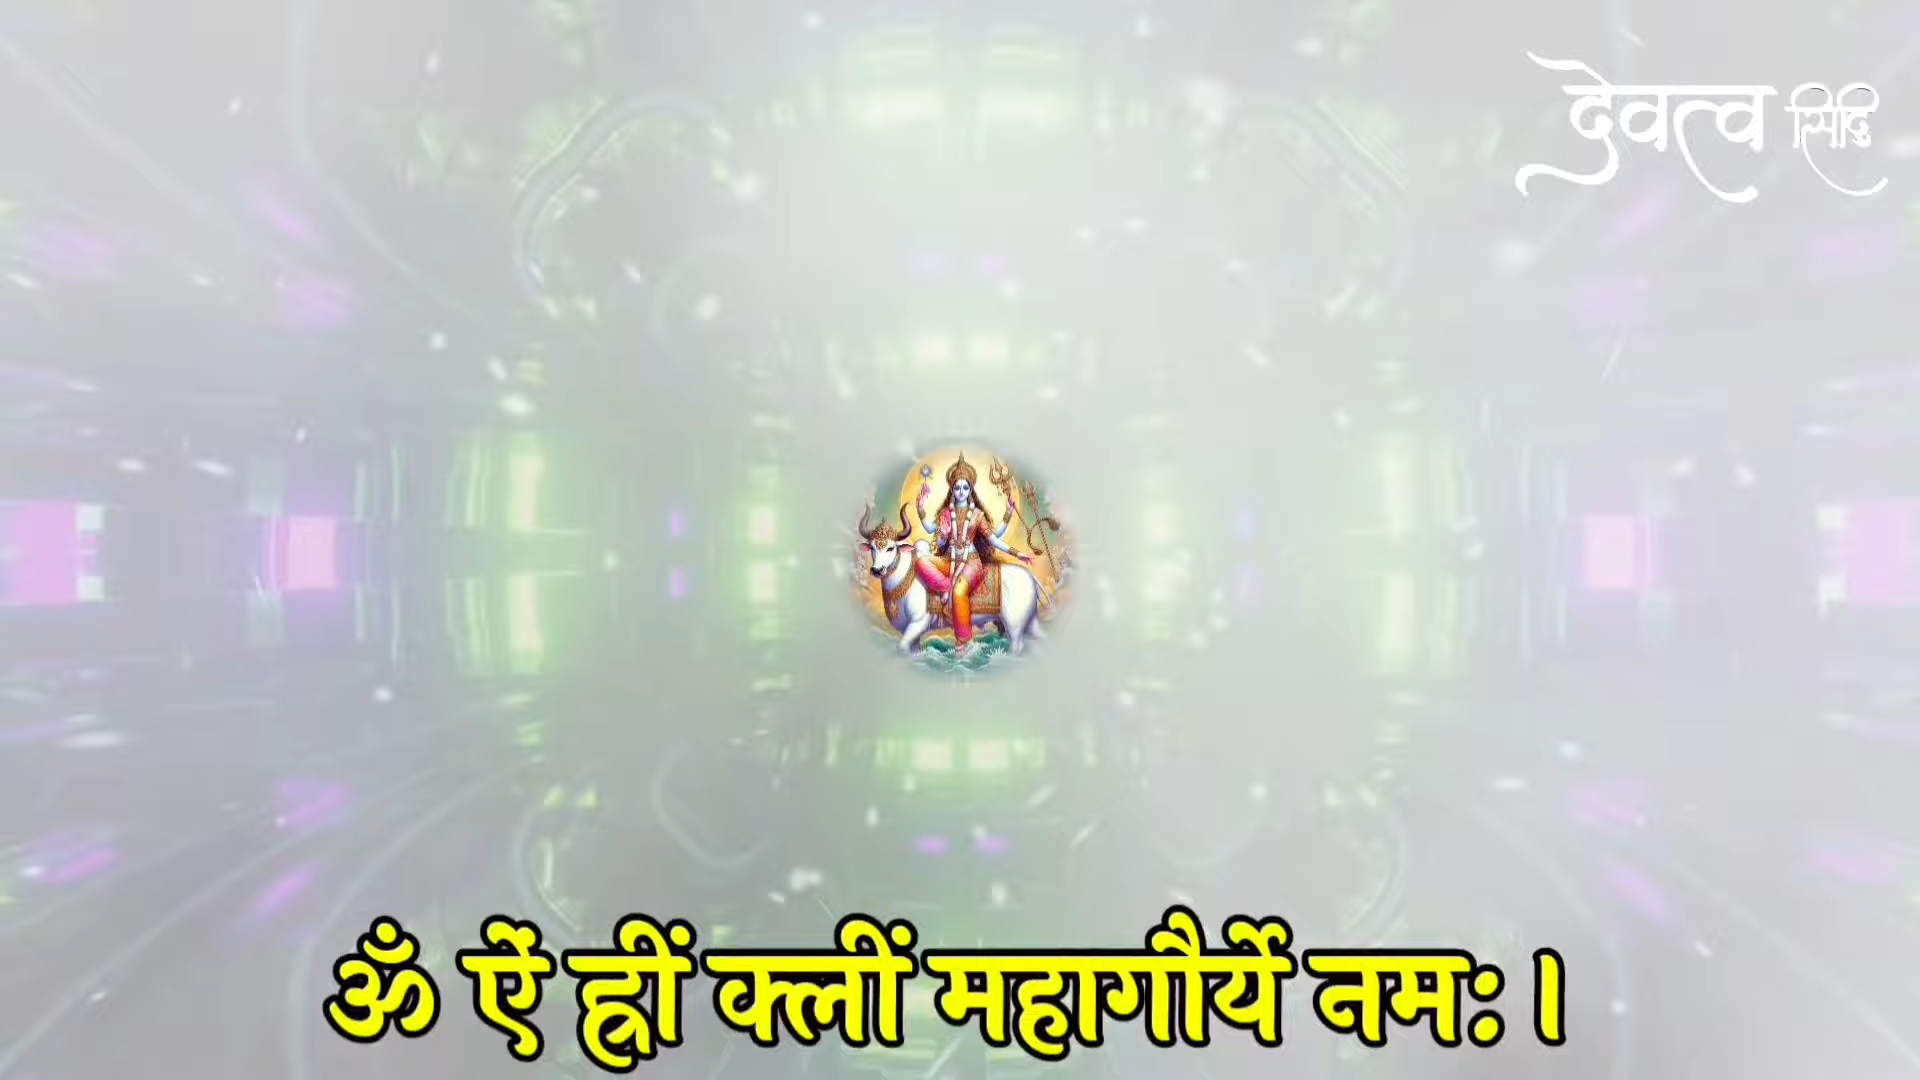 देवत्व सिद्धि
ॐ ऐं ह्रीं क्लीं महागौर्ये नमः।